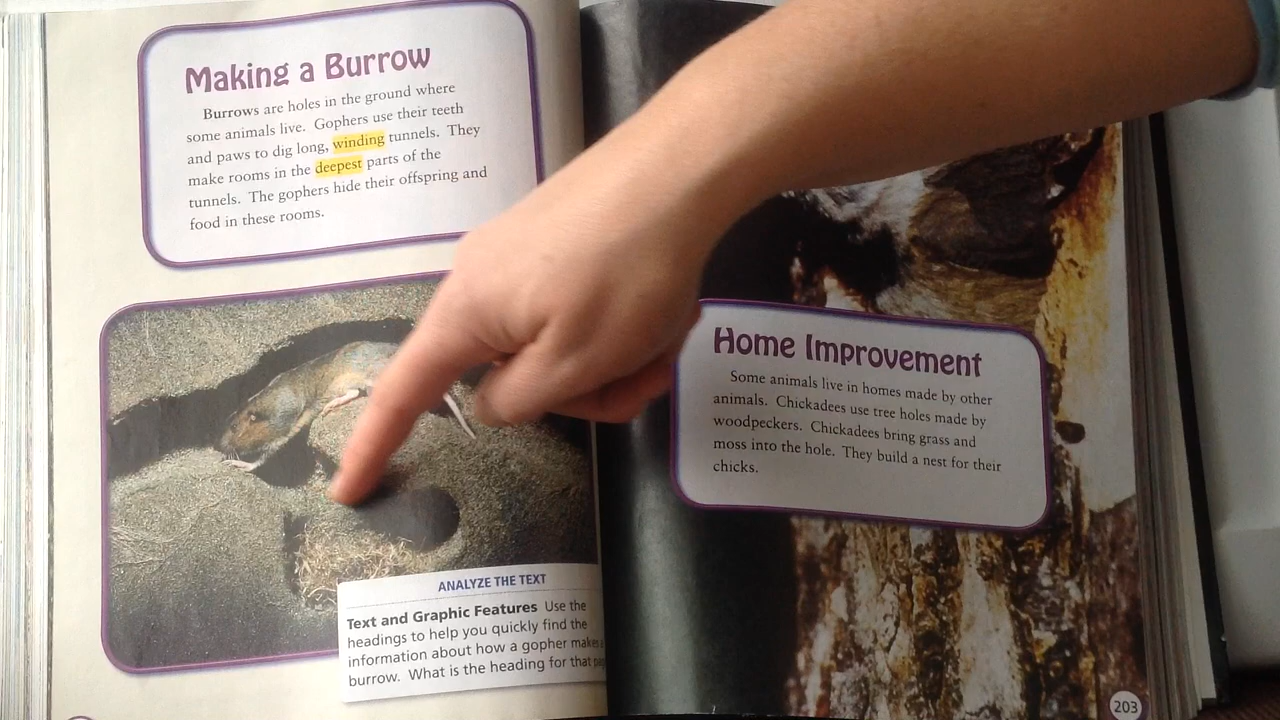 Making a Burrow
Burrows are holes in the ground where
some animals live. Gophers use their teeth
and paws to dig long, winding tunnels. They
make rooms in the deepest parts of the
tunnels. The gophers hide their offspring and
food in these rooms.
ANALYZE THE TEXT
Text and Graphic Features Use the
headings to help you quickly find the
information about how a gopher makes a
burrow. What is the heading for that
Home Improvement
Some animals live in homes made by other
animals. Chickadees use tree holes made by
woodpeckers. Chickadees bring grass and
moss into the hole. They build a nest for their
chicks.
203